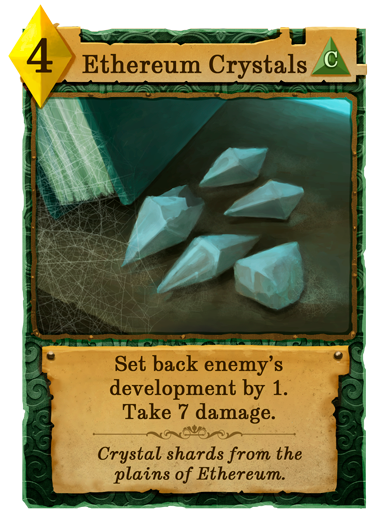 4
Ethereum Crystals
C
Set back enemy's
development by 1.
Take 7 damage.
Crystal shards from the
plains of Ethereum.